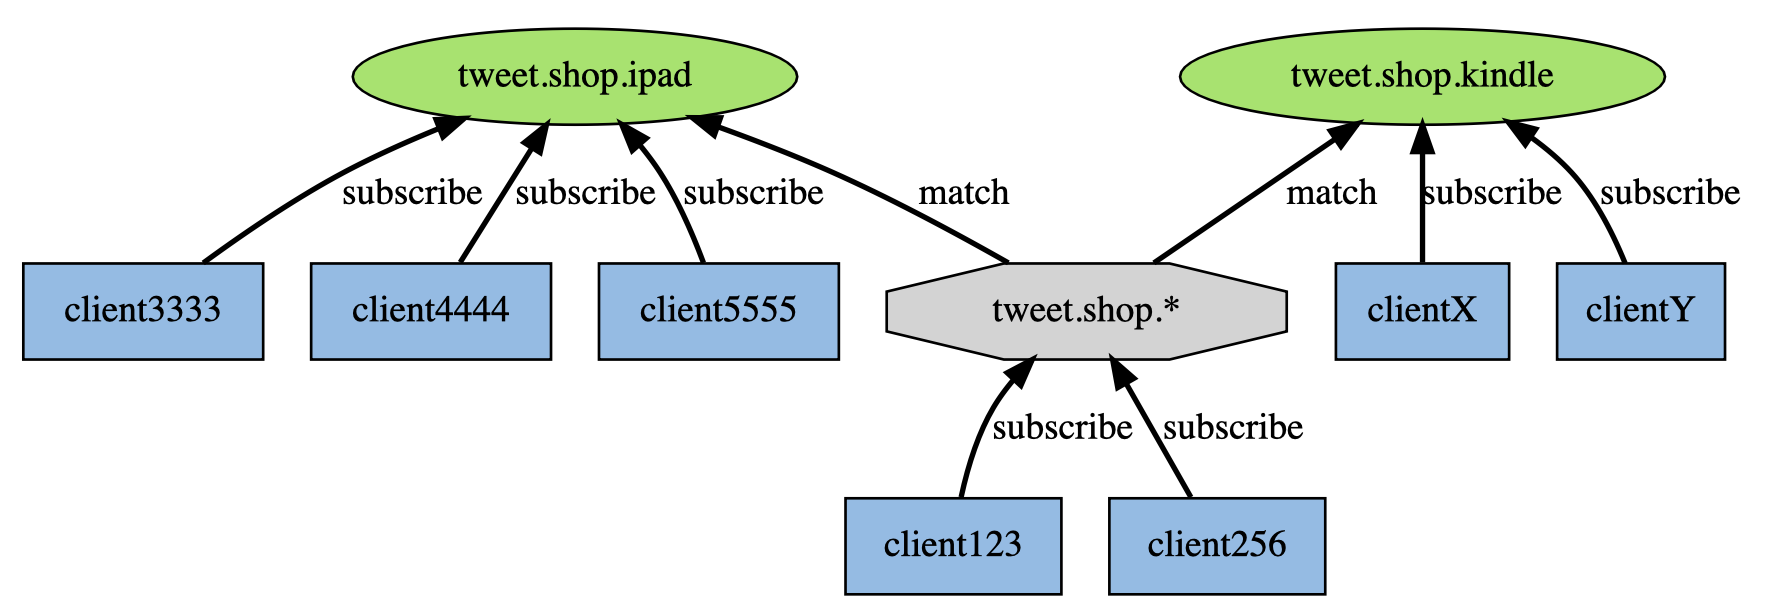 tweet.shop.ipad
tweet.shop.kindle
subscribe
subscribe
subscribe
match
match
subscribe
subscribe
client3333
client4444
client5555
tweet.shop.*
clientX
clientY
subscribe
subscribe
client123
client256